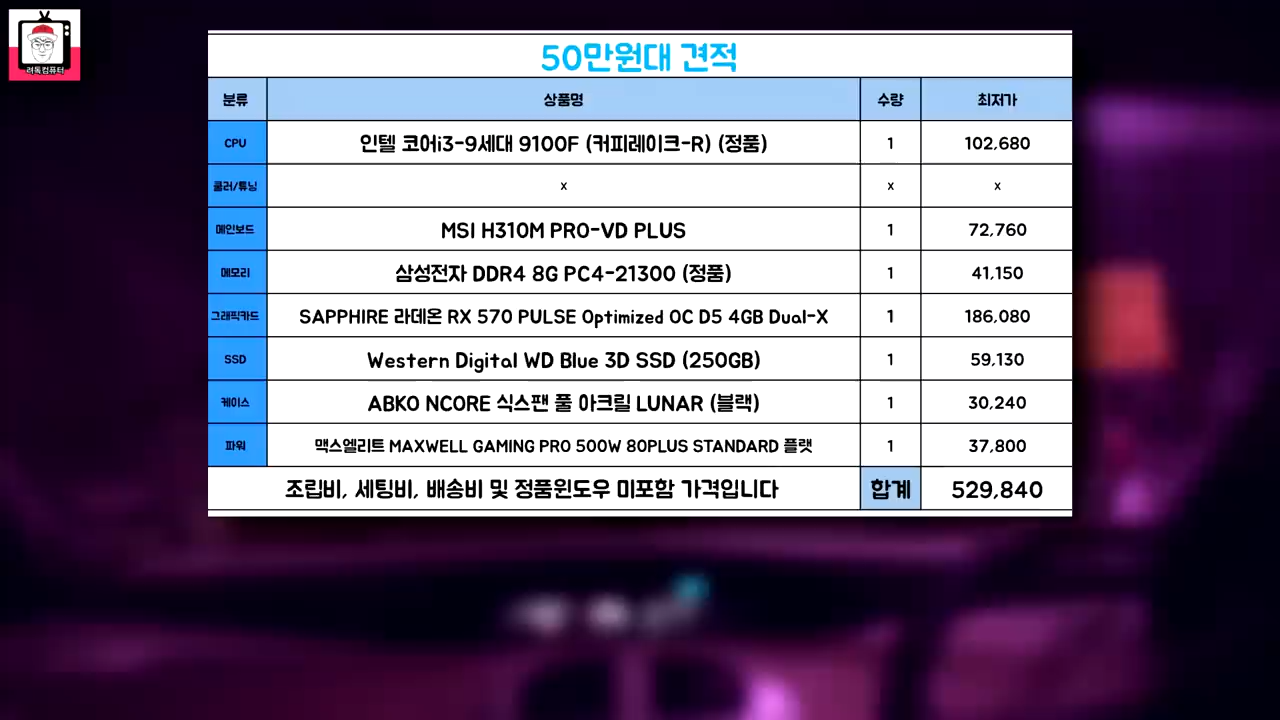 려독컴퓨터
50만원대 견적
분류 상품명 수량 최저가
CPU 인텔 코어i3-9세대 9100F (커피레이크-R) (정품) 1 102,680
쿨러/튜닝 x x x
메인보드 MSI H310M PRO-VD PLUS 1 72,760
메모리 삼성전자 DDR4 8G PC4-21300 (정품) 1 41,150
그래픽카드 SAPPHIRE 라데온 RX 570 PULSE Optimized OC D5 4GB Dual-X 1 186,080
SSD Western Digital WD Blue 3D SSD (250GB) 1 59,130
케이스 ABKO NCORE 식스팬 풀 아크릴 LUNAR (블랙) 1 30,240
파워 맥스엘리트 MAXWELL GAMING PRO 500W 80PLUS STANDARD 플랫 1 37,800
조립비, 세팅비, 배송비 및 정품윈도우 미포함 가격입니다 합계 529,840